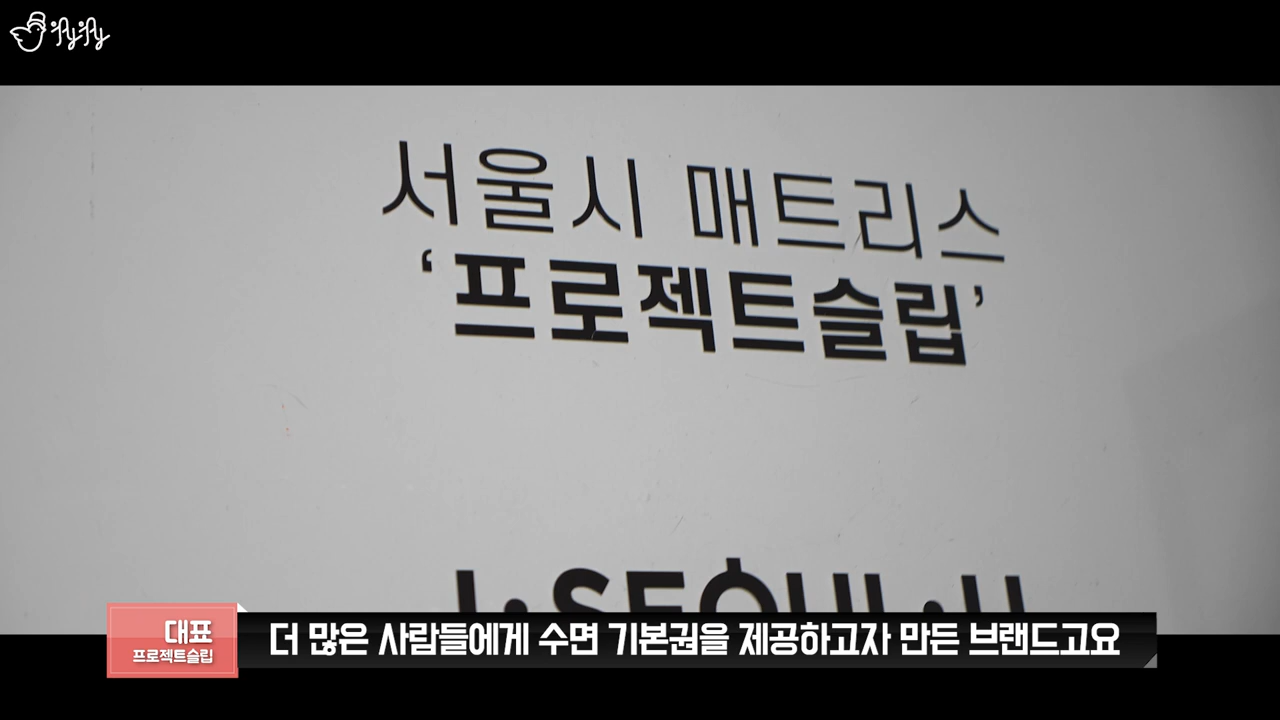 서울시 매트리스
‘프로젝트슬립’
I·SEOUL·U
대표
프로젝트슬립
더 많은 사람들에게 수면 기본권을 제공하고자 만든 브랜드고요